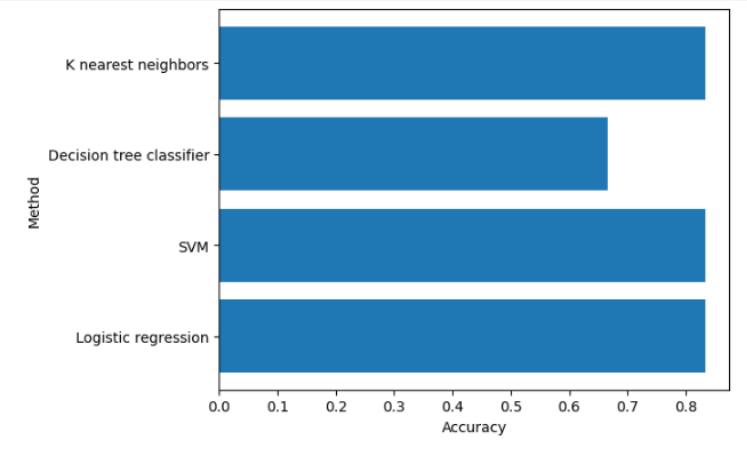 K nearest neighbors
Decision tree classifier
SVM
Logistic regression
Method
0.0 0.1 0.2 0.3 0.4 0.5 0.6 0.7 0.8
Accuracy